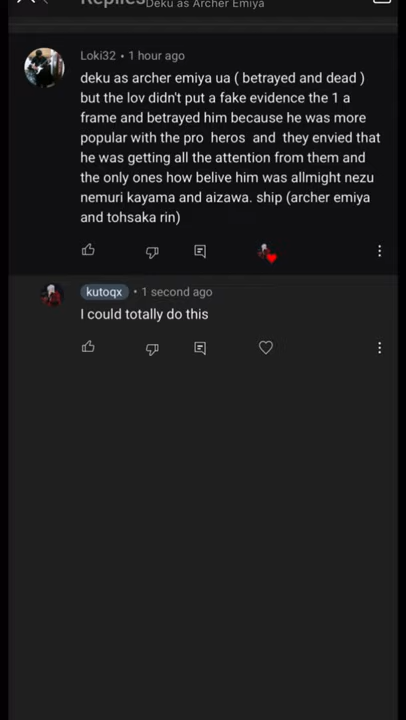 Replies Deku as Archer Emiya
Loki32 • 1 hour ago
deku as archer emiya ua ( betrayed and dead )
but the lov didn't put a fake evidence the 1 a
frame and betrayed him because he was more
popular with the pro heros and they envied that
he was getting all the attention from them and
the only ones how belive him was allmight nezu
nemuri kayama and aizawa. ship (archer emiya
and tohsaka rin)
kutoqx • 1 second ago
I could totally do this